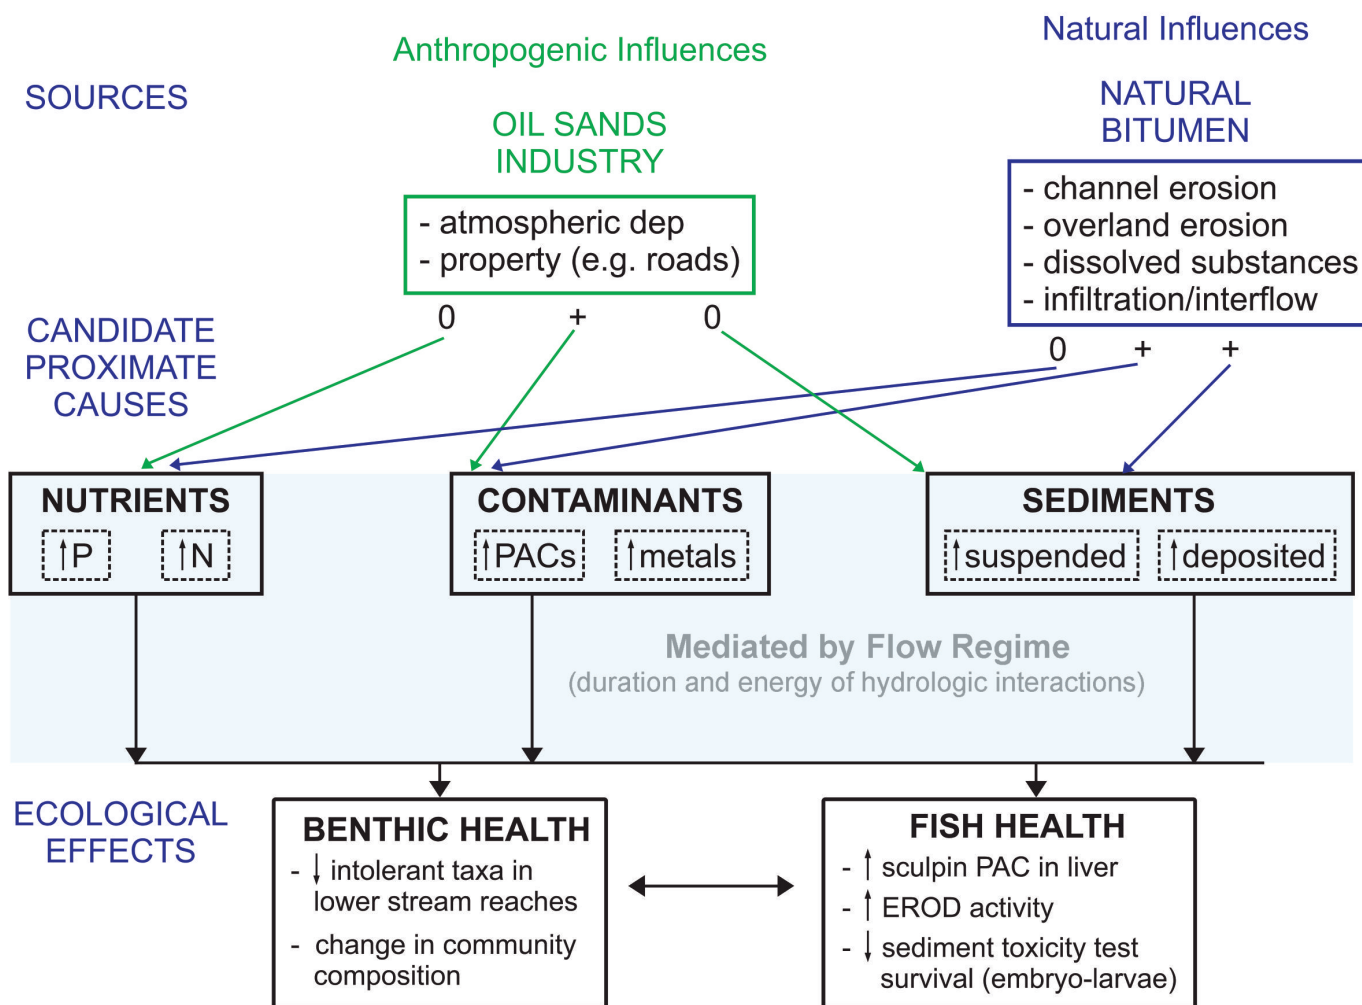 Anthropogenic Influences
Natural Influences
SOURCES
OIL SANDS
INDUSTRY
NATURAL
BITUMEN
- atmospheric dep
- property (e.g. roads)
- channel erosion
- overland erosion
- dissolved substances
- infiltration/interflow
0 + 0
0 + +
CANDIDATE
PROXIMATE
CAUSES
NUTRIENTS
↑P ↑N
CONTAMINANTS
↑PACs ↑metals
SEDIMENTS
↑suspended ↑deposited
Mediated by Flow Regime
(duration and energy of hydrologic interactions)
ECOLOGICAL
EFFECTS
BENTHIC HEALTH
- ↓ intolerant taxa in
lower stream reaches
- change in community
composition
FISH HEALTH
- ↑ sculpin PAC in liver
- ↑ EROD activity
- ↓ sediment toxicity test
survival (embryo-larvae)